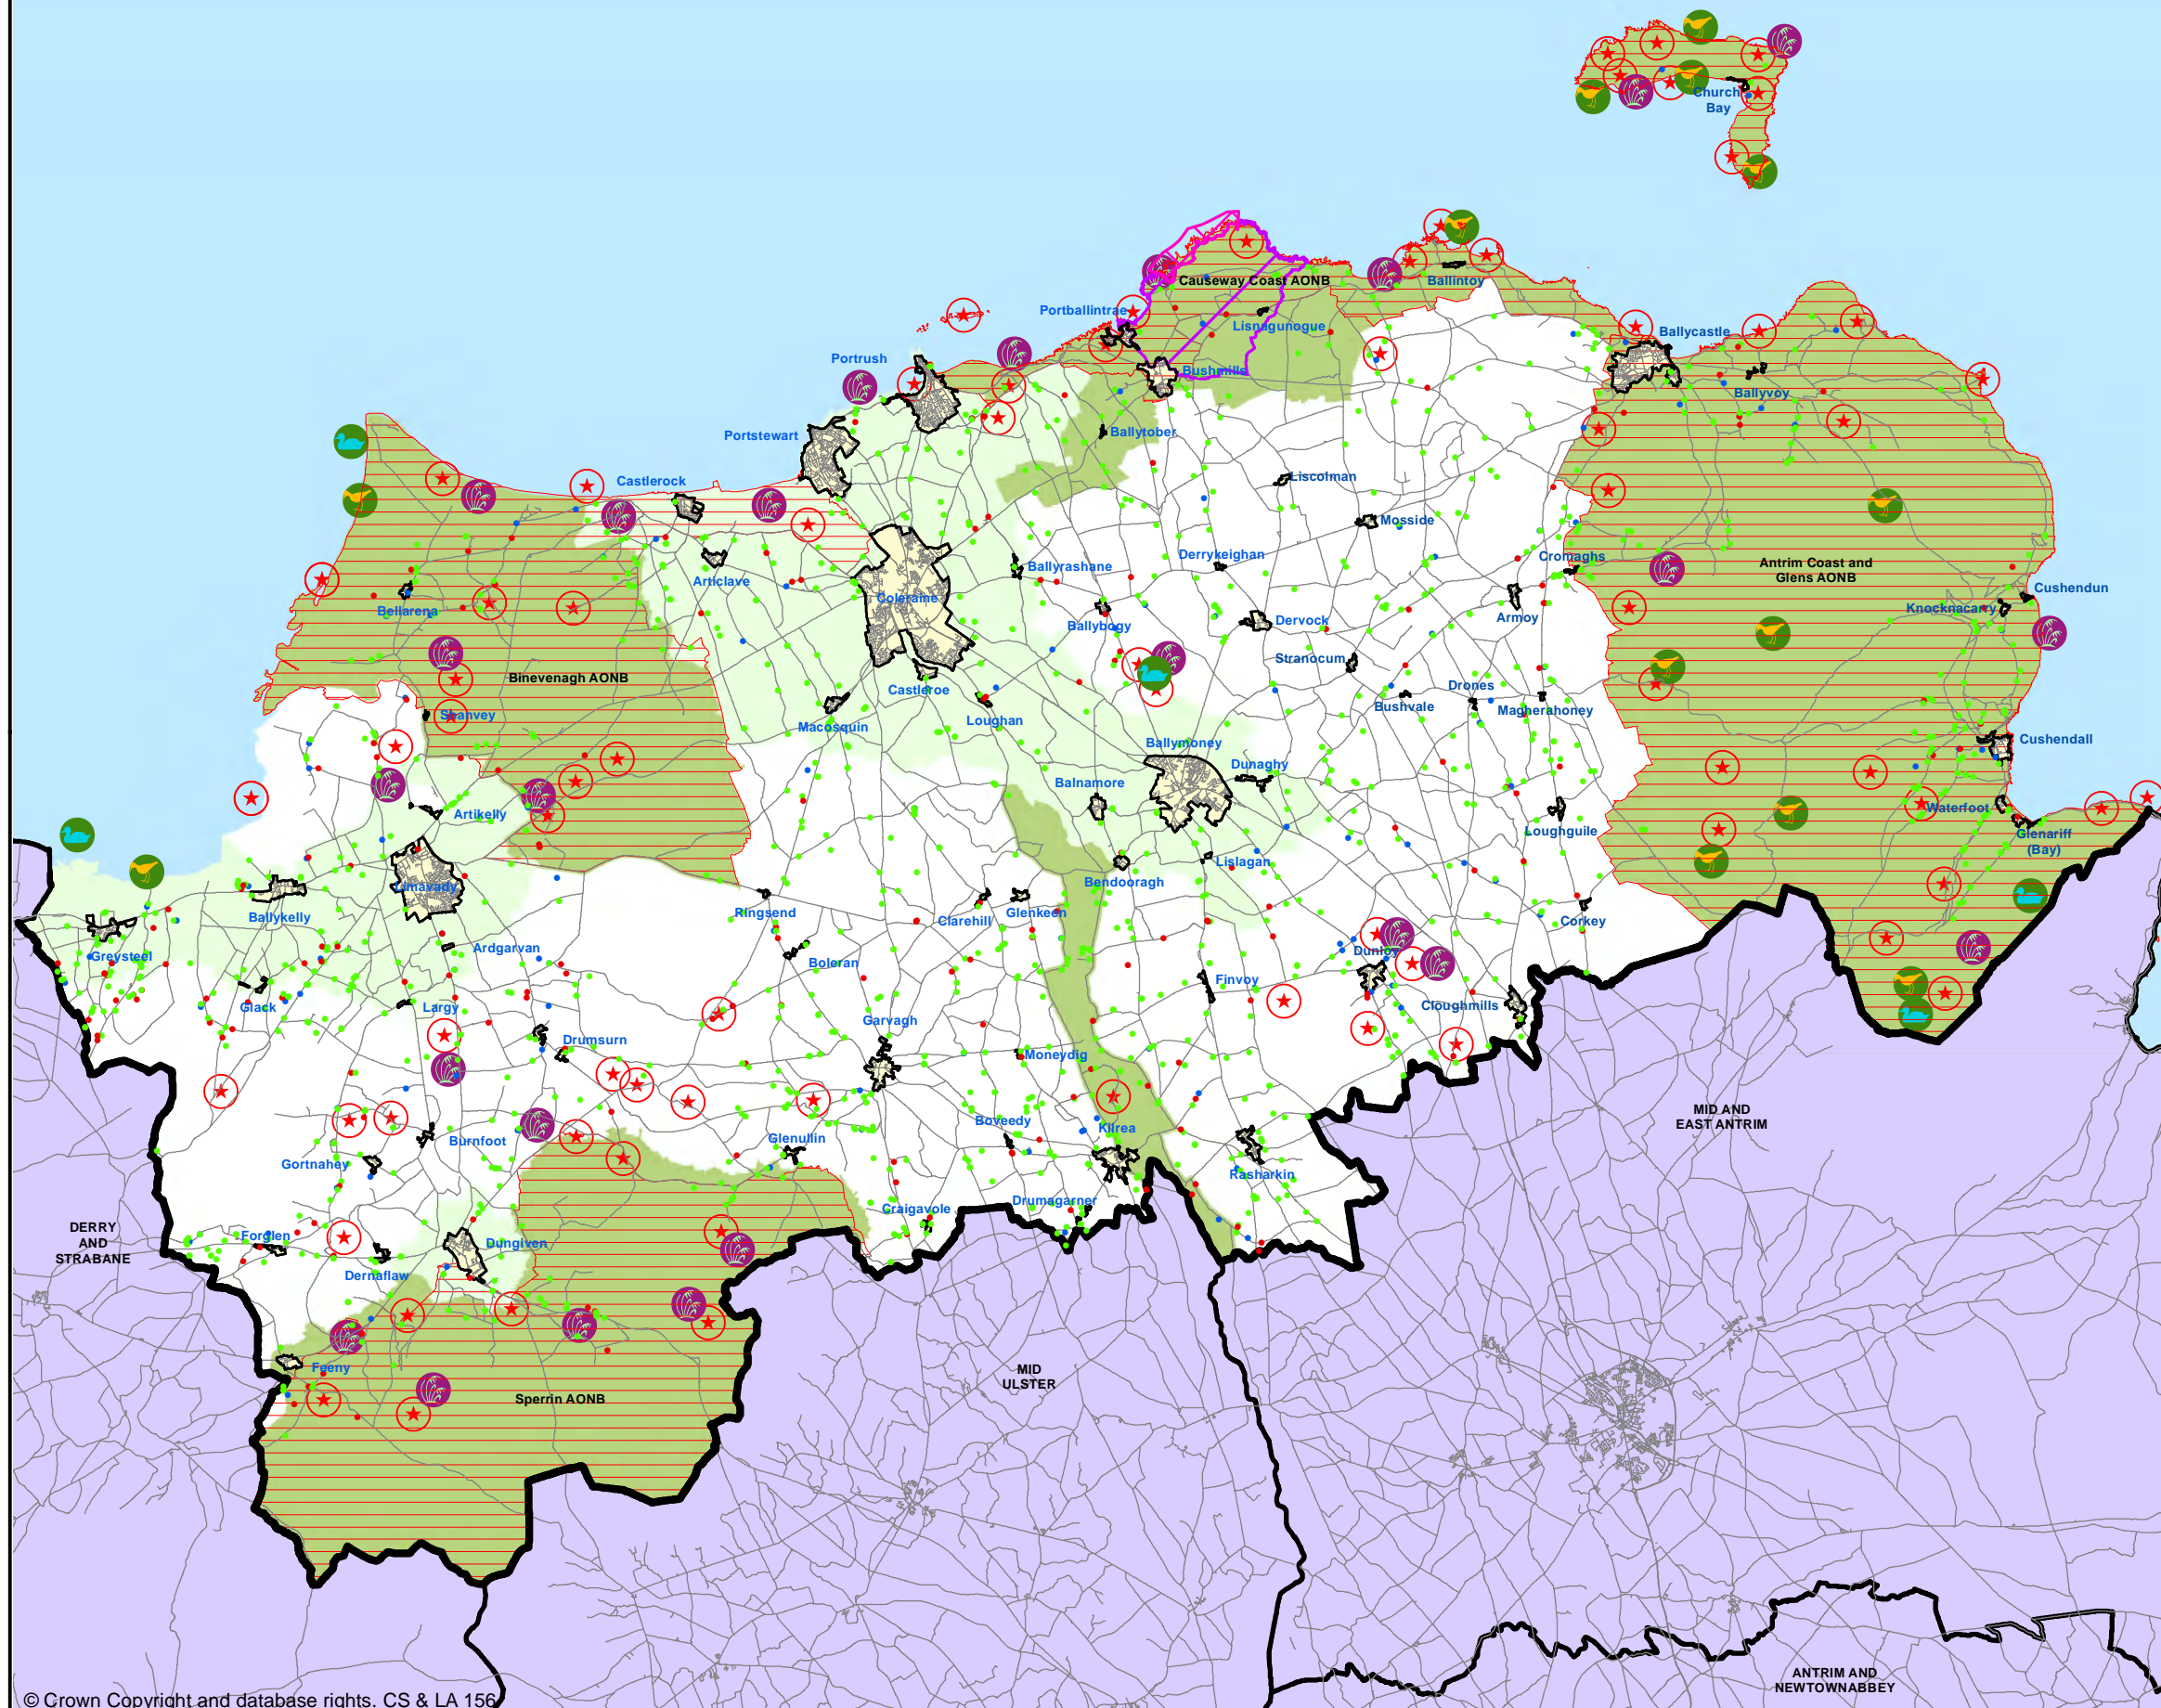 Church
Bay
Causeway Coast AONB
Ballintoy
Portballintrae
Lisnagunogue
Ballycastle
Portrush
Bushmills
Ballyvoy
Portstewart
Ballytober
Castlerock
Liscolman
Mosside
Articlave
Ballyrashane
Derrykeighan
Cromaghs
Antrim Coast and
Glens AONB
Bellarena
Coleraine
Ballybogy
Dervock
Armoy
Knocknacarry
Cushendun
Binevenagh AONB
Castleroe
Stranocum
Drones
Bushvale
Magherahoney
Shanvey
Macosquin
Loughan
Ballymoney
Cushendall
Balnamore
Dunaghy
Artikelly
Waterfoot
Loughguile
Glenariff
(Bay)
Limavady
Lislagan
Bendooragh
Ballykelly
Ringsend
Clarehill
Glenkeen
Corkey
Greysteel
Ardgarvan
Boleran
Dunloy
Glack
Largy
Finvoy
Cloughmills
Drumsurn
Garvagh
Moneydig
MID AND
EAST ANTRIM
Burnfoot
Glenullin
Boveedy
Kilrea
Gortnahey
Rasharkin
DERRY
AND
STRABANE
Forglen
Dungiven
Craigavole
Drumagarner
Dernaflaw
Feeny
Sperrin AONB
MID
ULSTER
ANTRIM AND
NEWTOWNABBEY
© Crown Copyright and database rights. CS & LA 156